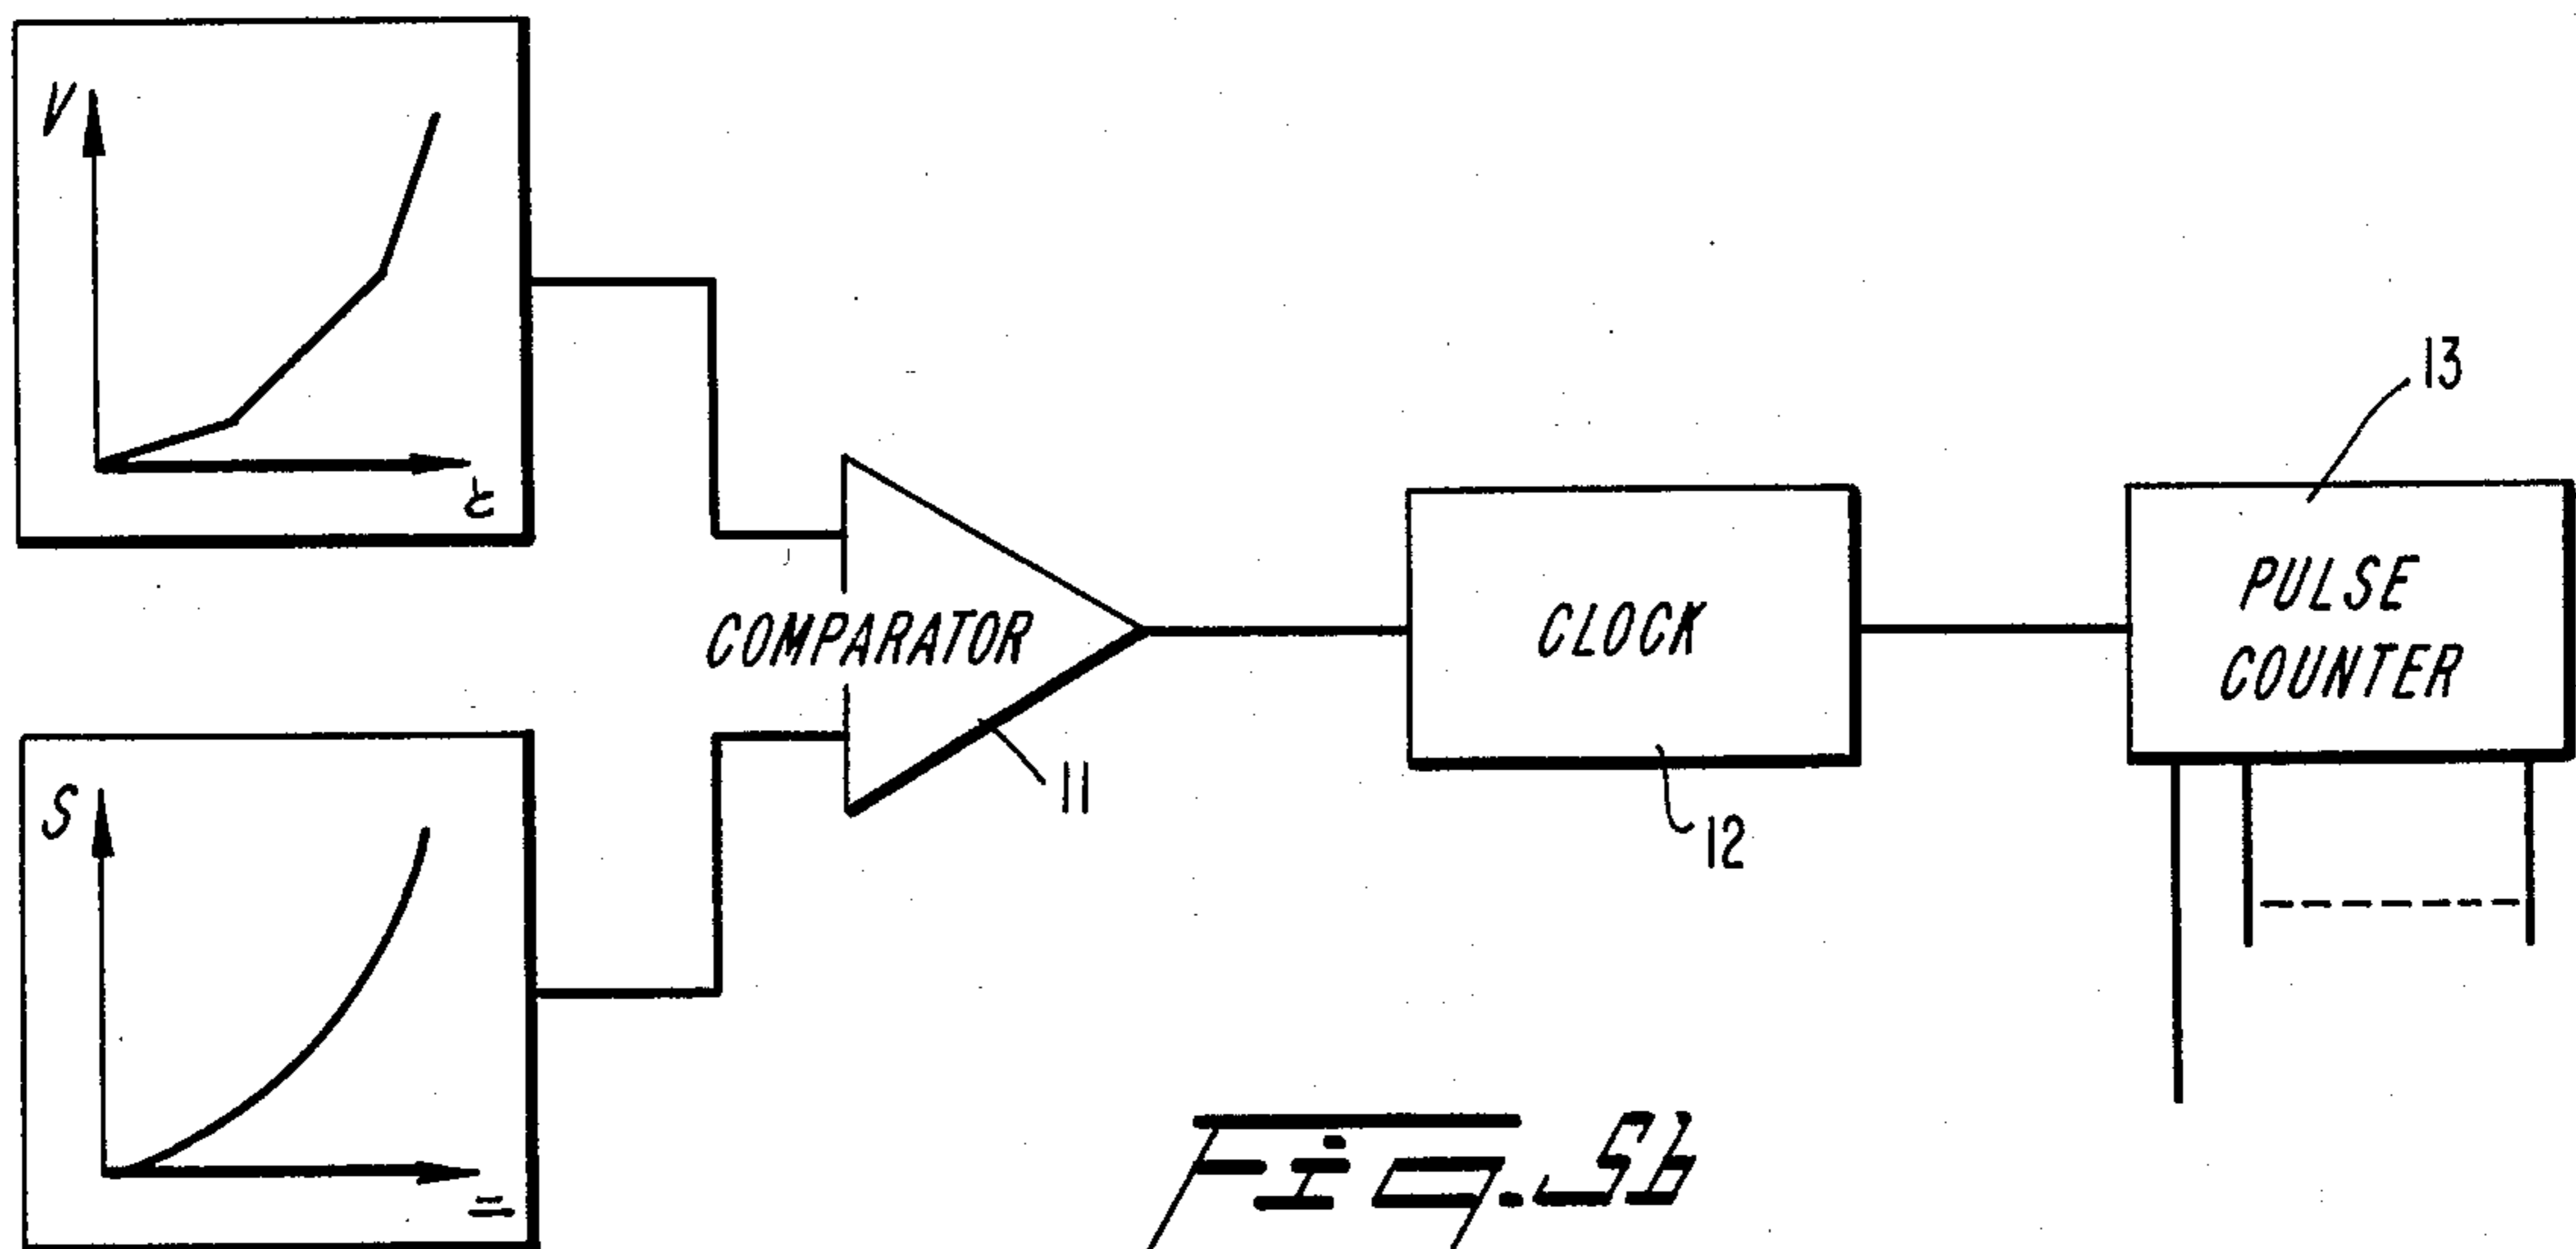 V
t
COMPARATOR
11
CLOCK
12
13
PULSE
COUNTER
S
Fig. 5b